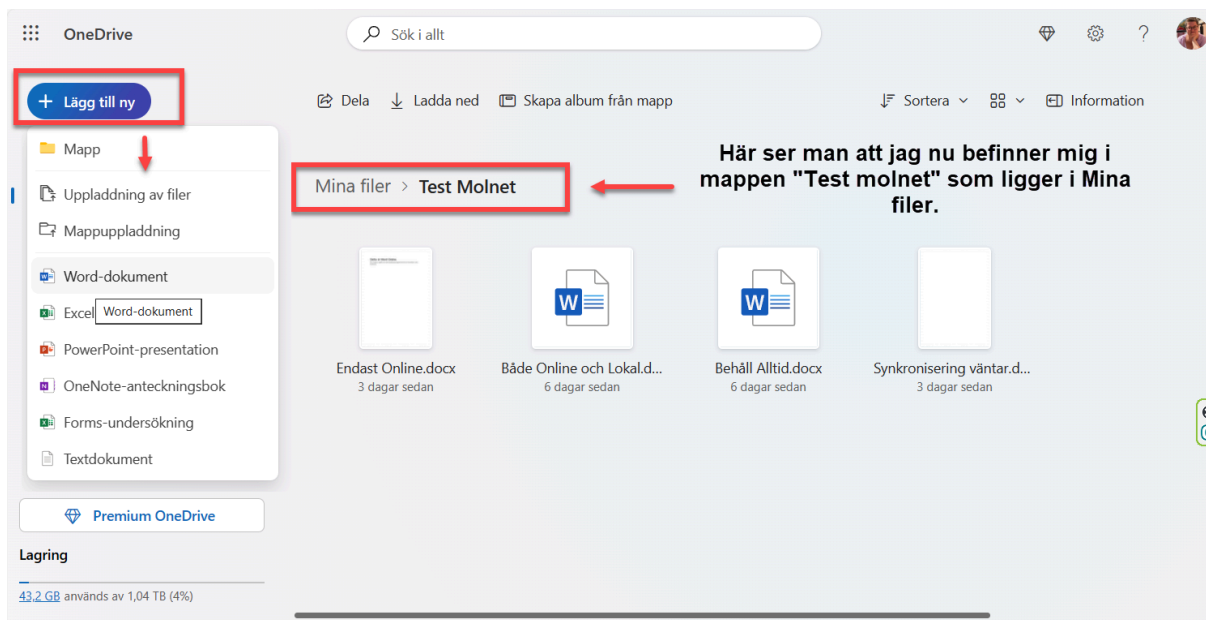 OneDrive
Sök i allt
?
+ Lägg till ny
Dela
Ladda ned
Skapa album från mapp
Sortera
Information
Mapp
Uppladdning av filer
Mappuppladdning
Word-dokument
Excel
Word-dokument
PowerPoint-presentation
OneNote-anteckningsbok
Forms-undersökning
Textdokument
Mina filer > Test Molnet
Här ser man att jag nu befinner mig i
mappen "Test molnet" som ligger i Mina
filer.
W
W
Endast Online.docx
3 dagar sedan
Både Online och Lokal.d...
6 dagar sedan
Behåll Alltid.docx
6 dagar sedan
Synkronisering väntar.d...
3 dagar sedan
Premium OneDrive
Lagring
43,2 GB används av 1,04 TB (4%)